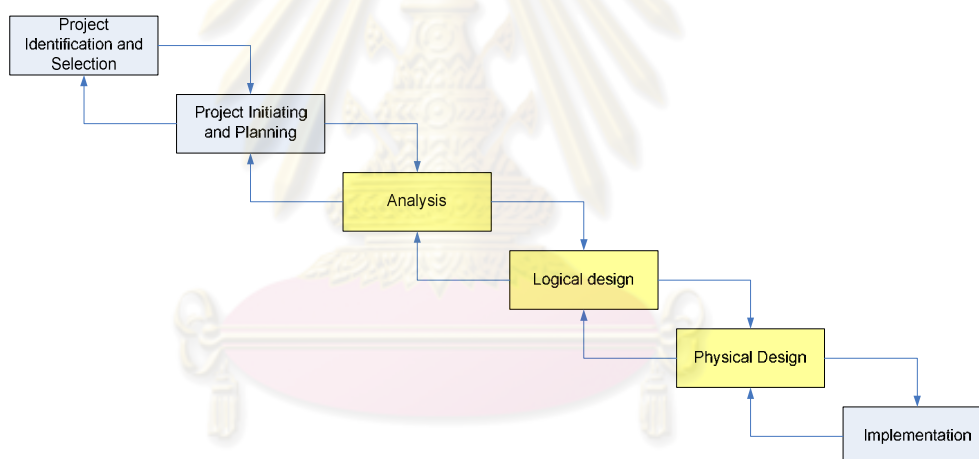 Project
Identification and
Selection
Project Initiating
and Planning
Analysis
Logical design
Physical Design
Implementation